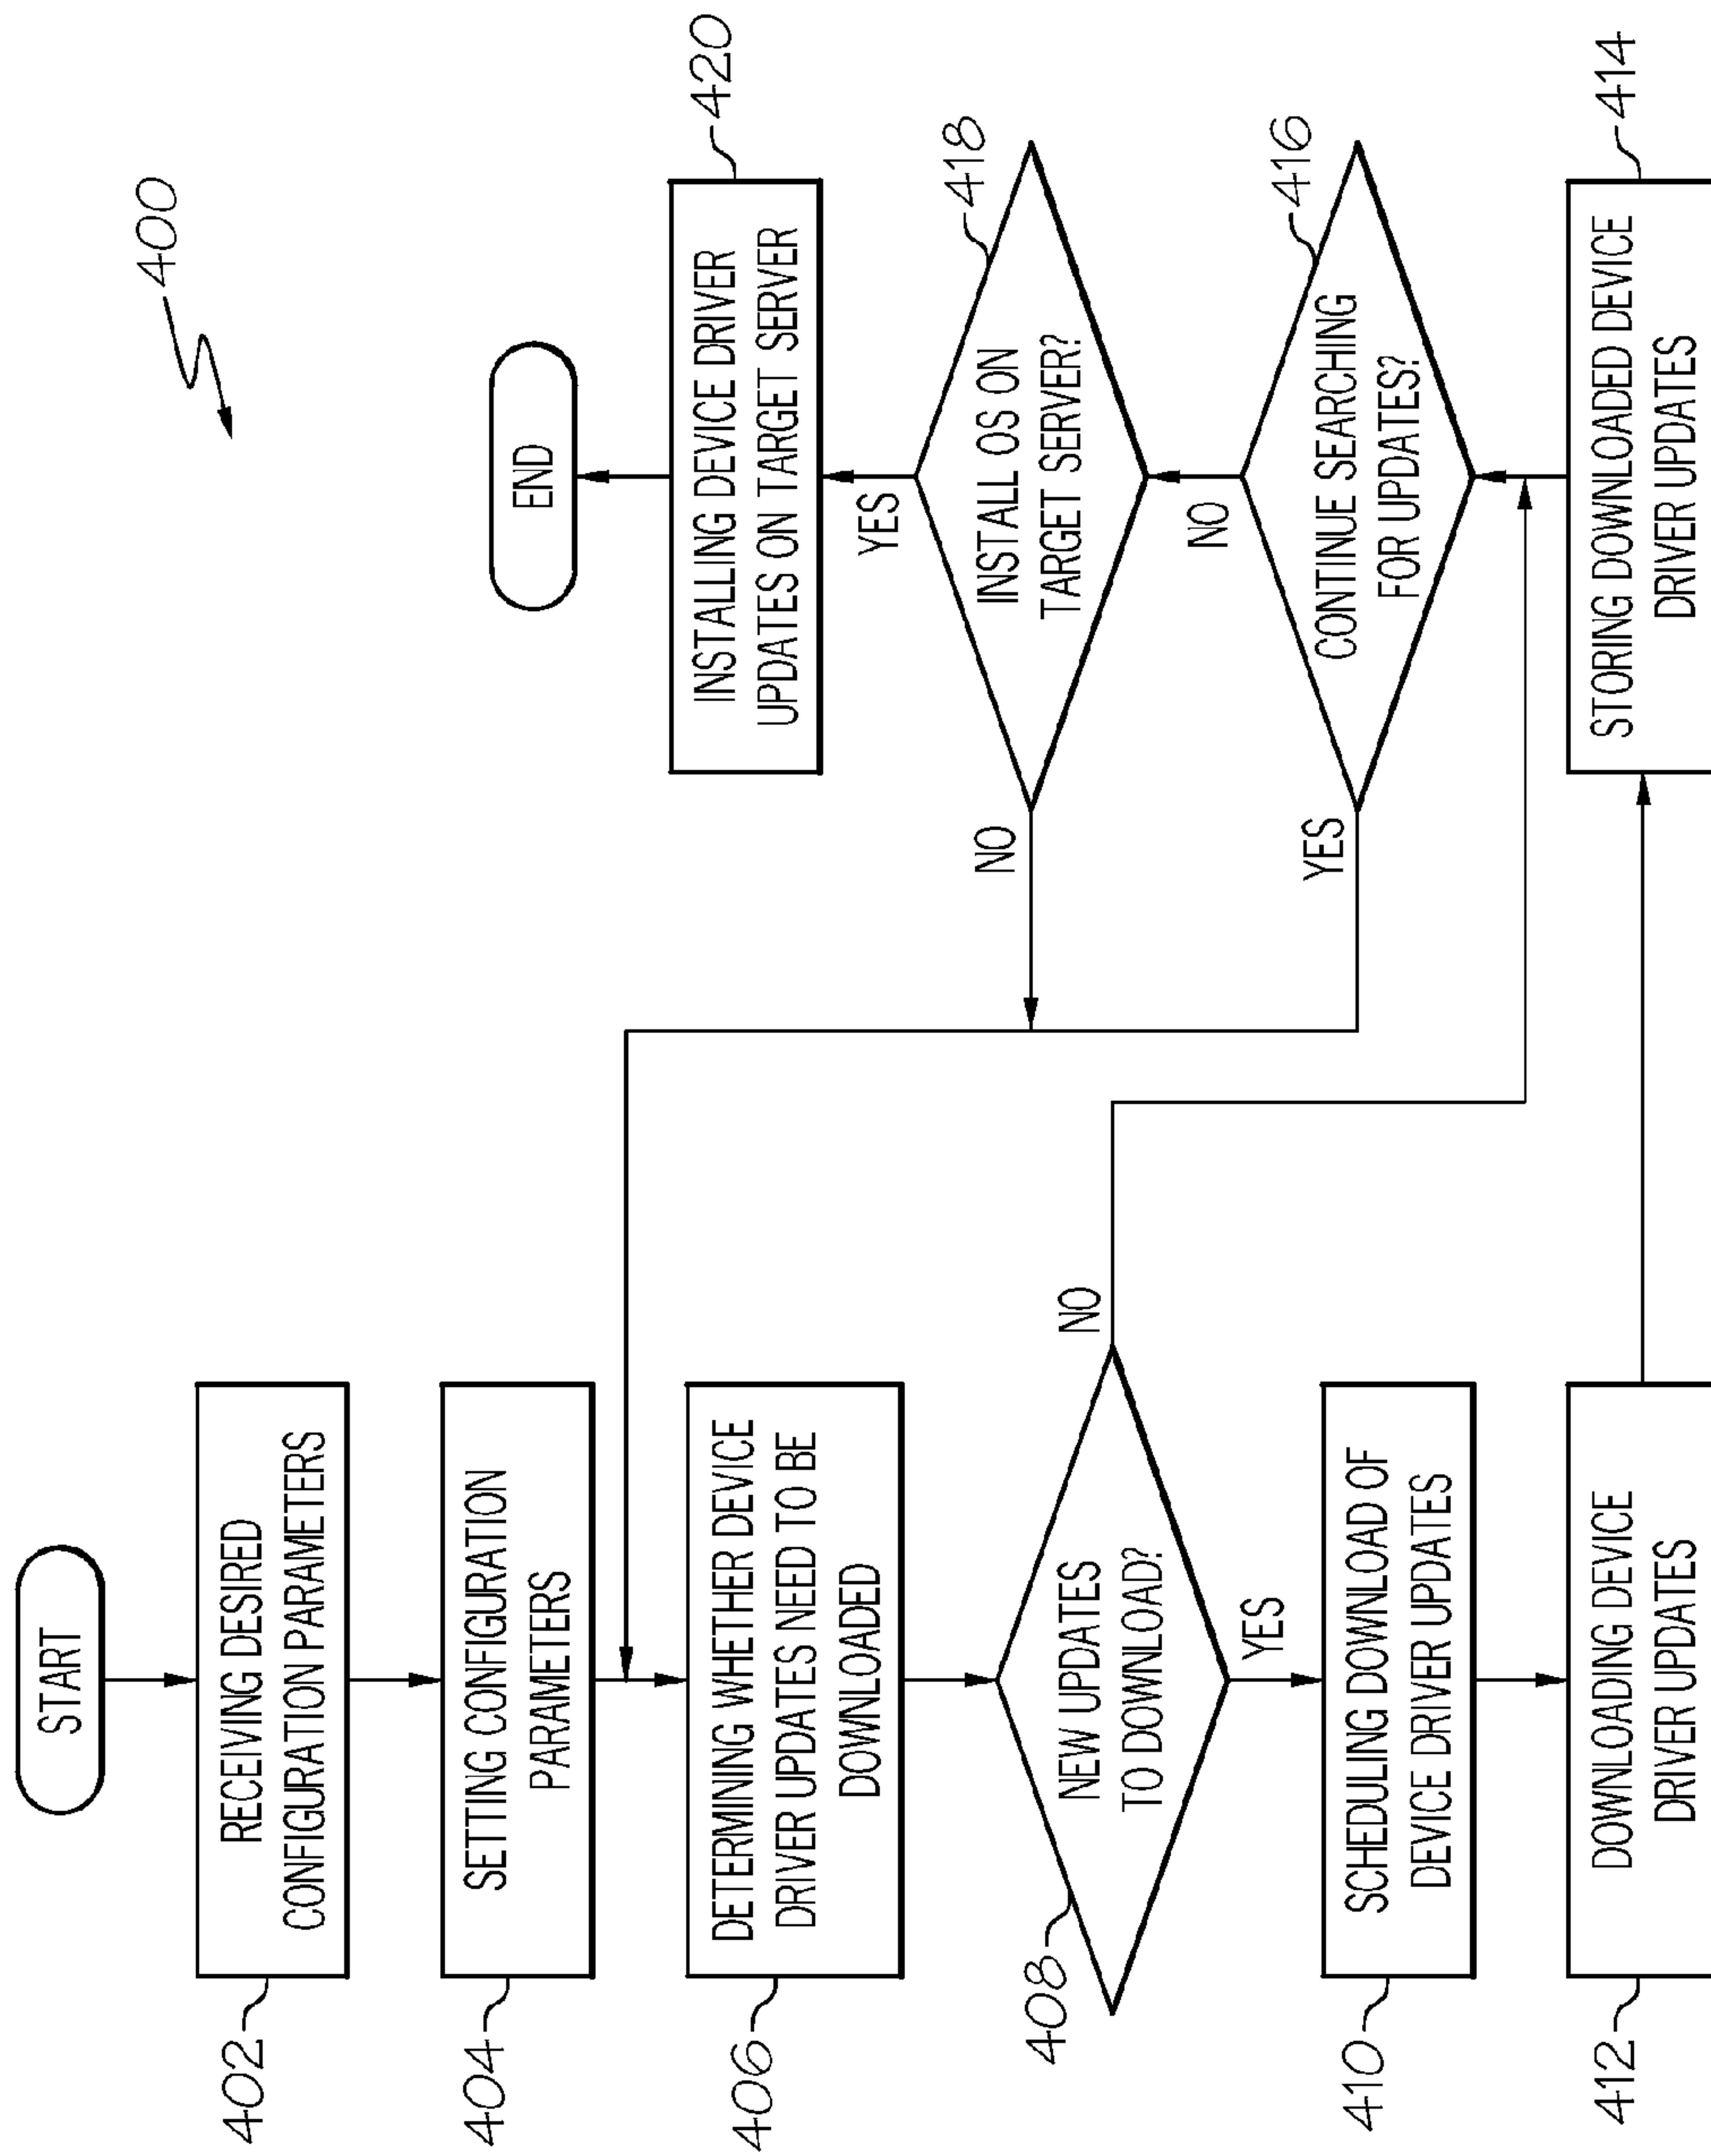 400
START
402
RECEIVING DESIRED
CONFIGURATION PARAMETERS
404
SETTING CONFIGURATION
PARAMETERS
406
DETERMINING WHETHER DEVICE
DRIVER UPDATES NEED TO BE
DOWNLOADED
408
NEW UPDATES
TO DOWNLOAD?
NO
YES
410
SCHEDULING DOWNLOAD OF
DEVICE DRIVER UPDATES
412
DOWNLOADING DEVICE
DRIVER UPDATES
END
420
INSTALLING DEVICE DRIVER
UPDATES ON TARGET SERVER
YES
418
INSTALL OS ON
TARGET SERVER?
NO
NO
416
CONTINUE SEARCHING
FOR UPDATES?
YES
414
STORING DOWNLOADED DEVICE
DRIVER UPDATES